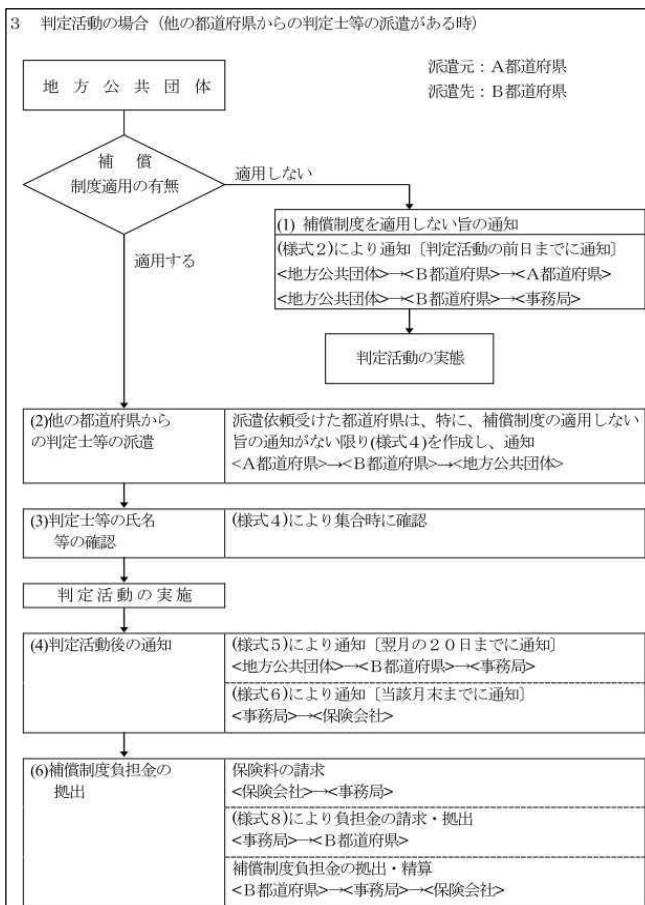 3 判定活動の場合（他の都道府県からの判定士等の派遣がある時）
派遣元：A都道府県
派遣先：B都道府県
地方公共団体
補償
制度適用の有無
適用しない
適用する
(1) 補償制度を適用しない旨の通知
(様式２)により通知〔判定活動の前日までに通知〕
<地方公共団体>→<B都道府県>→<A都道府県>
<地方公共団体>→<B都道府県>→<事務局>
判定活動の実態
(2)他の都道府県から
の判定士等の派遣
派遣依頼受けた都道府県は、特に、補償制度の適用しない
旨の通知がない限り(様式４)を作成し、通知
<A都道府県>→<B都道府県>→<地方公共団体>
(3)判定士等の氏名
等の確認
(様式４)により集合時に確認
判定活動の実施
(4)判定活動後の通知
(様式５)により通知〔翌月の２０日までに通知〕
<地方公共団体>→<B都道府県>→<事務局>
(様式６)により通知〔当該月末までに通知〕
<事務局>→<保険会社>
(6)補償制度負担金の
拠出
保険料の請求
<保険会社>→<事務局>
(様式８)により負担金の請求・拠出
<事務局>→<B都道府県>
補償制度負担金の拠出・精算
<B都道府県>→<事務局>→<保険会社>